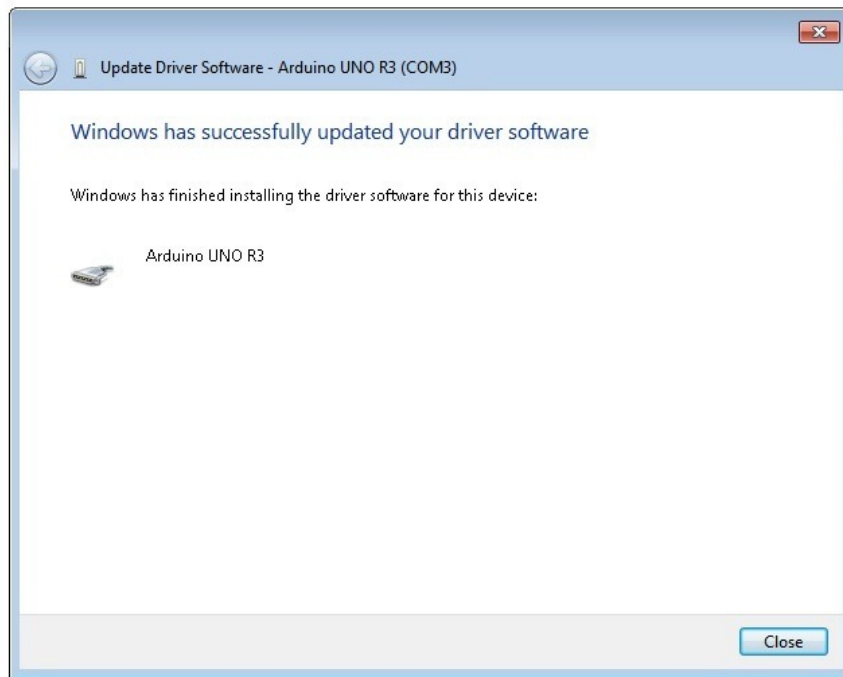 Update Driver Software - Arduino UNO R3 (COM3)
Windows has successfully updated your driver software
Windows has finished installing the driver software for this device:
Arduino UNO R3
Close